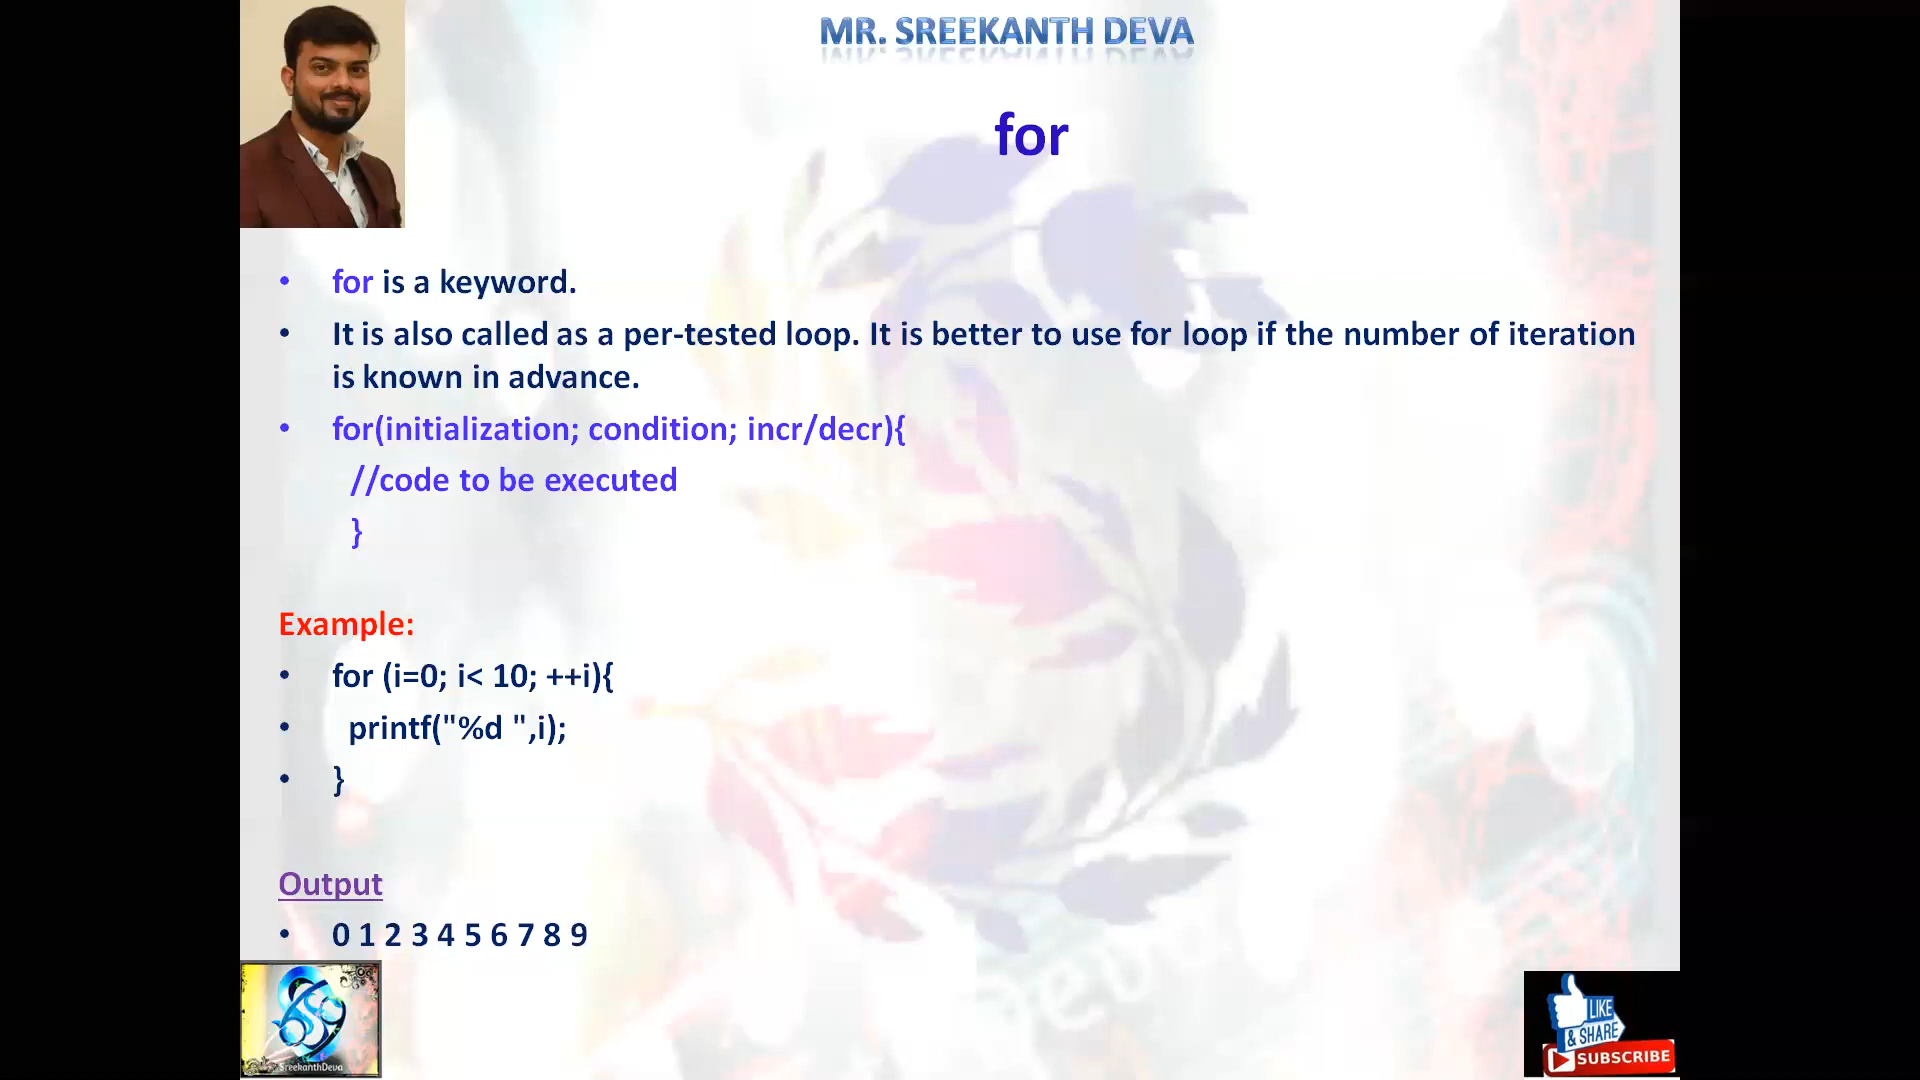 MR. SREEKANTH DEVA
for
• for is a keyword.
• It is also called as a per-tested loop. It is better to use for loop if the number of iteration
is known in advance.
• for(initialization; condition; incr/decr){
//code to be executed
}
Example:
• for (i=0; i< 10; ++i){
• printf("%d ",i);
• }
Output
• 0 1 2 3 4 5 6 7 8 9
SreekanthDeva
Deva
LIKE
& SHARE
SUBSCRIBE